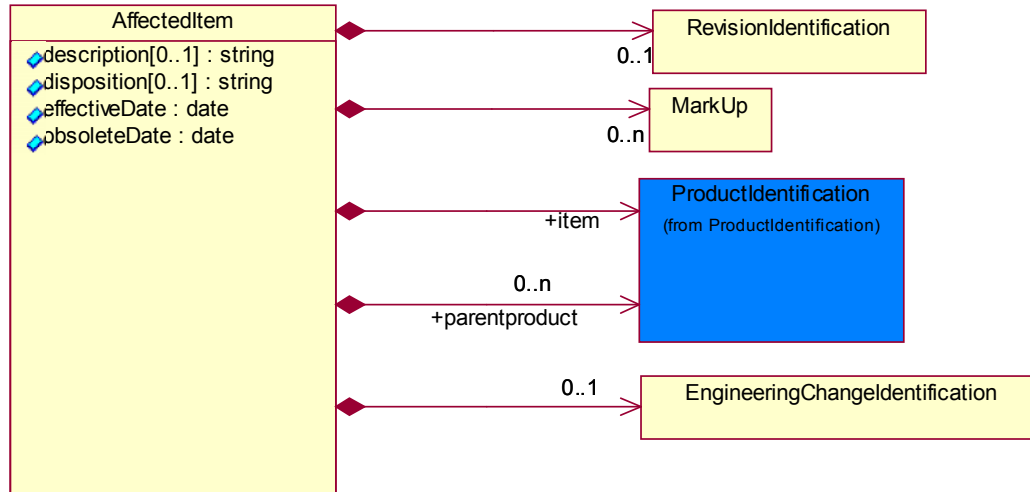 AffectedItem
description[0..1] : string
disposition[0..1] : string
effectiveDate : date
obsoleteDate : date
0..1
RevisionIdentification
0..n
MarkUp
+item
ProductIdentification
(from ProductIdentification)
0..n
+parentproduct
0..1
EngineeringChangeIdentification